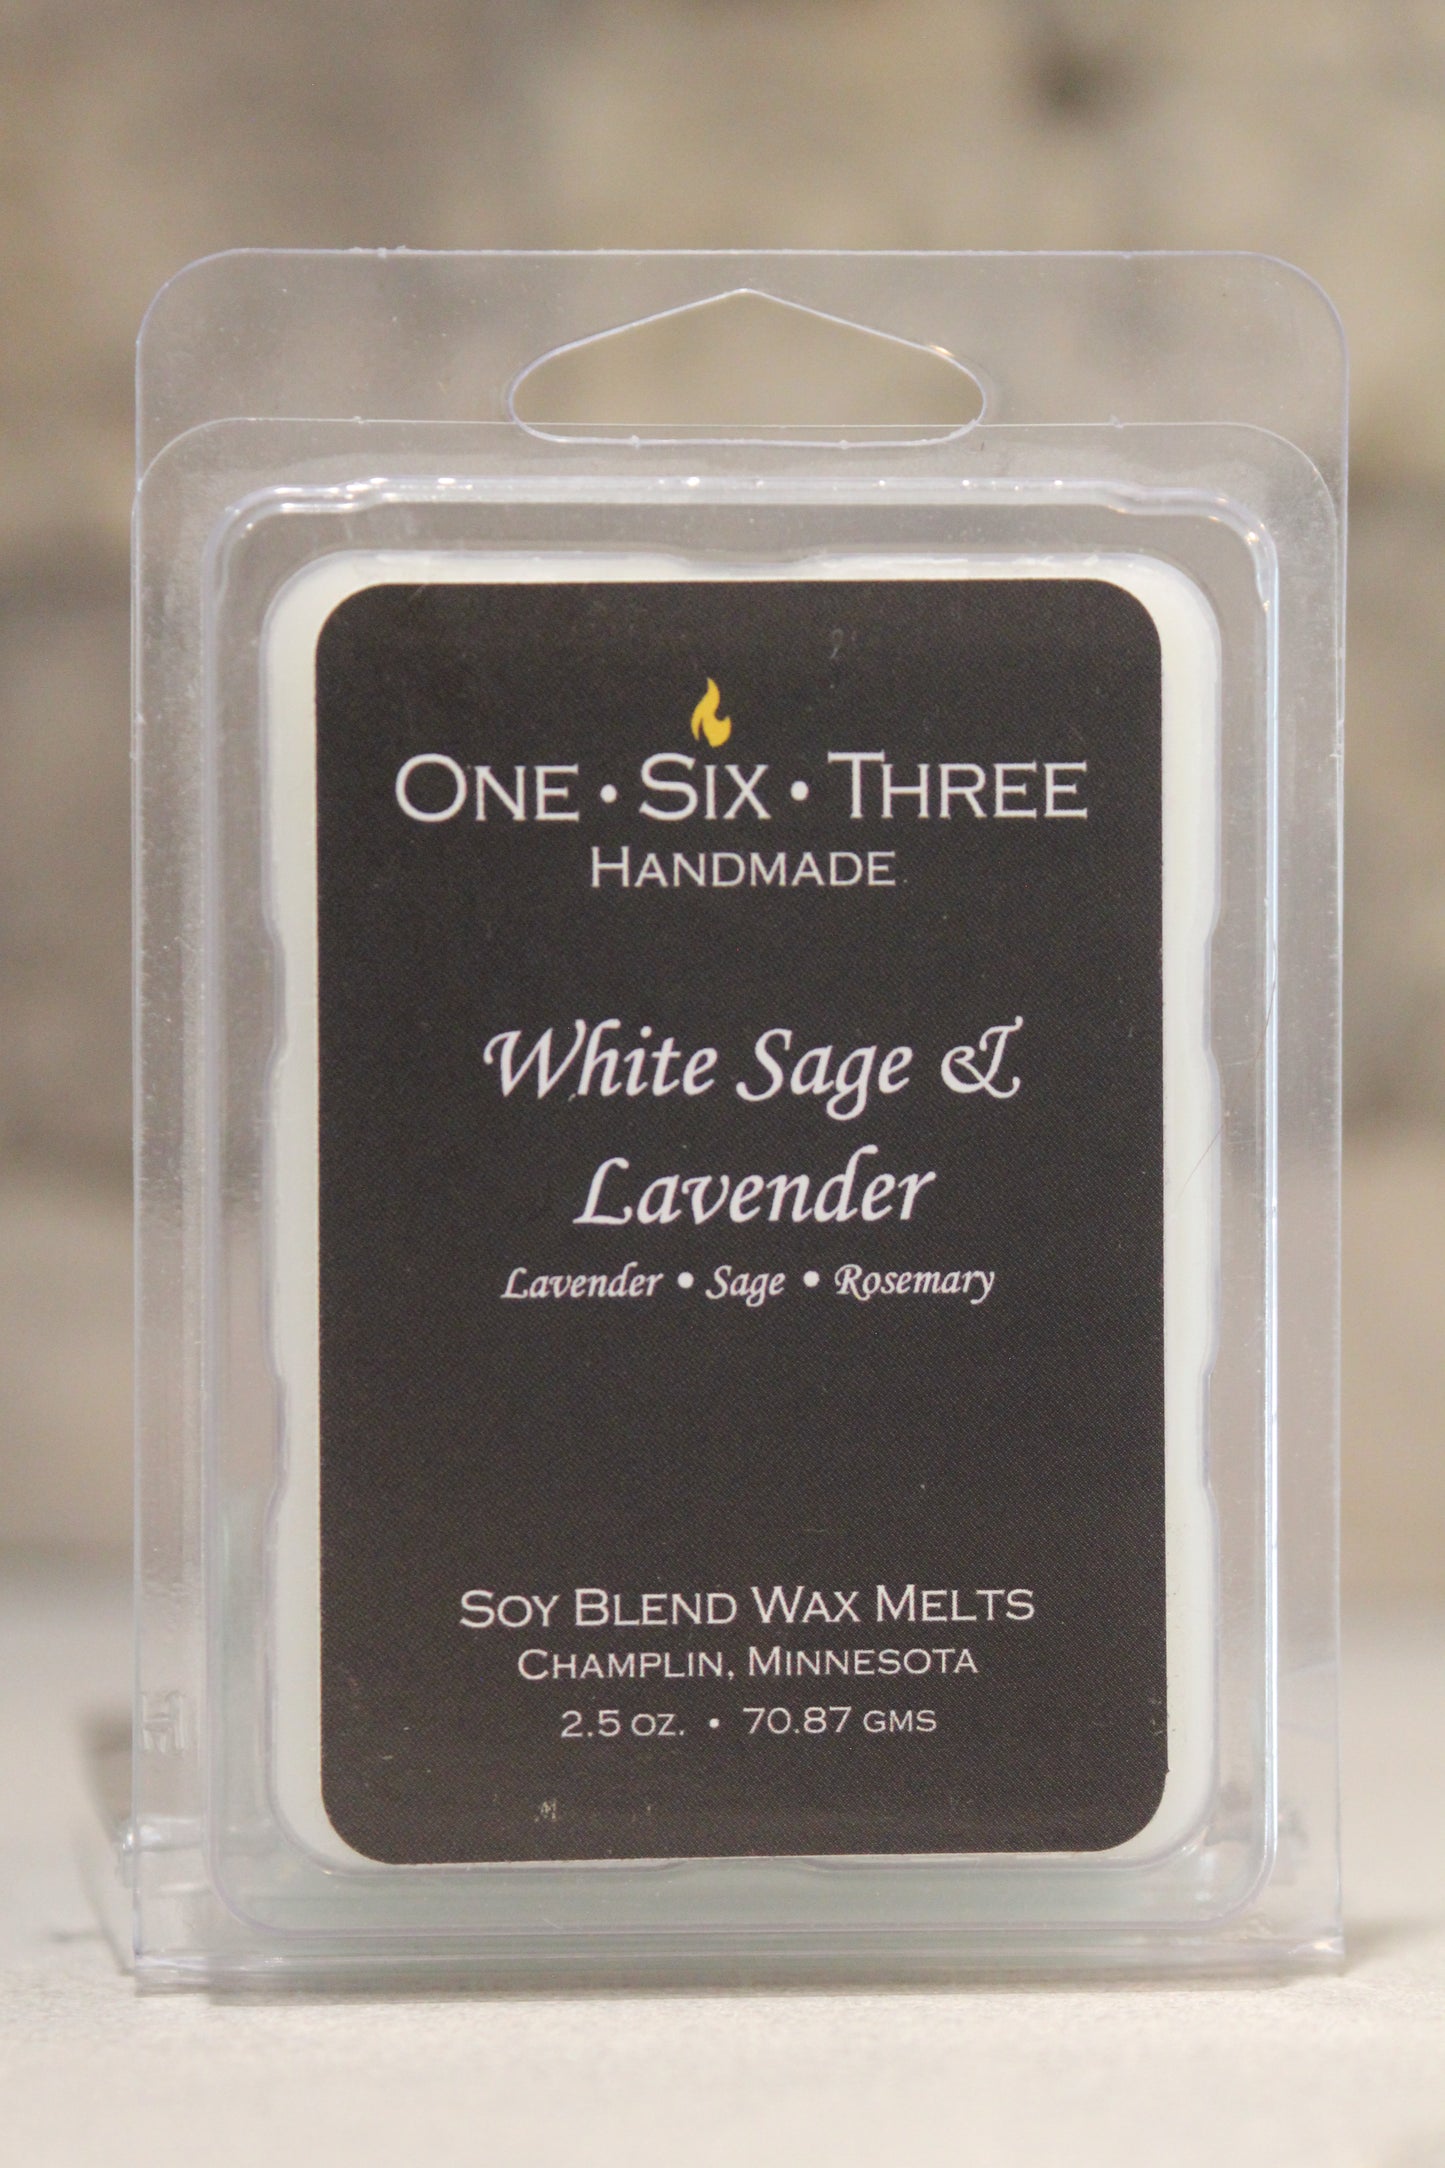 One • Six • Three
Handmade
White Sage &
Lavender
Lavender • Sage • Rosemary
Soy Blend Wax Melts
Champlin, Minnesota
2.5 oz. • 70.87 gms